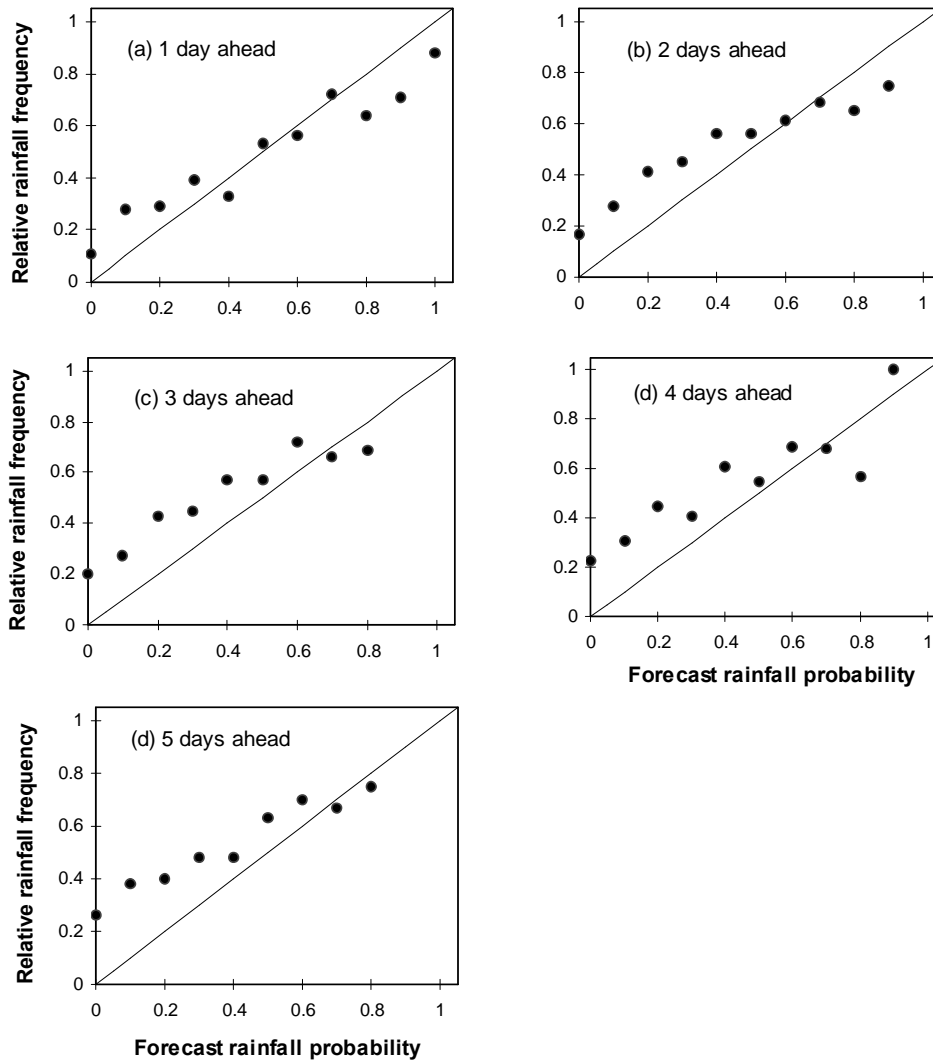 Relative rainfall frequency
(a) 1 day ahead
1
0.8
0.6
0.4
0.2
0
0 0.2 0.4 0.6 0.8 1
(b) 2 days ahead
1
0.8
0.6
0.4
0.2
0
0 0.2 0.4 0.6 0.8 1
Relative rainfall frequency
(c) 3 days ahead
1
0.8
0.6
0.4
0.2
0
0 0.2 0.4 0.6 0.8 1
(d) 4 days ahead
1
0.8
0.6
0.4
0.2
0
0 0.2 0.4 0.6 0.8 1
Forecast rainfall probability
Relative rainfall frequency
(d) 5 days ahead
1
0.8
0.6
0.4
0.2
0
0 0.2 0.4 0.6 0.8 1
Forecast rainfall probability